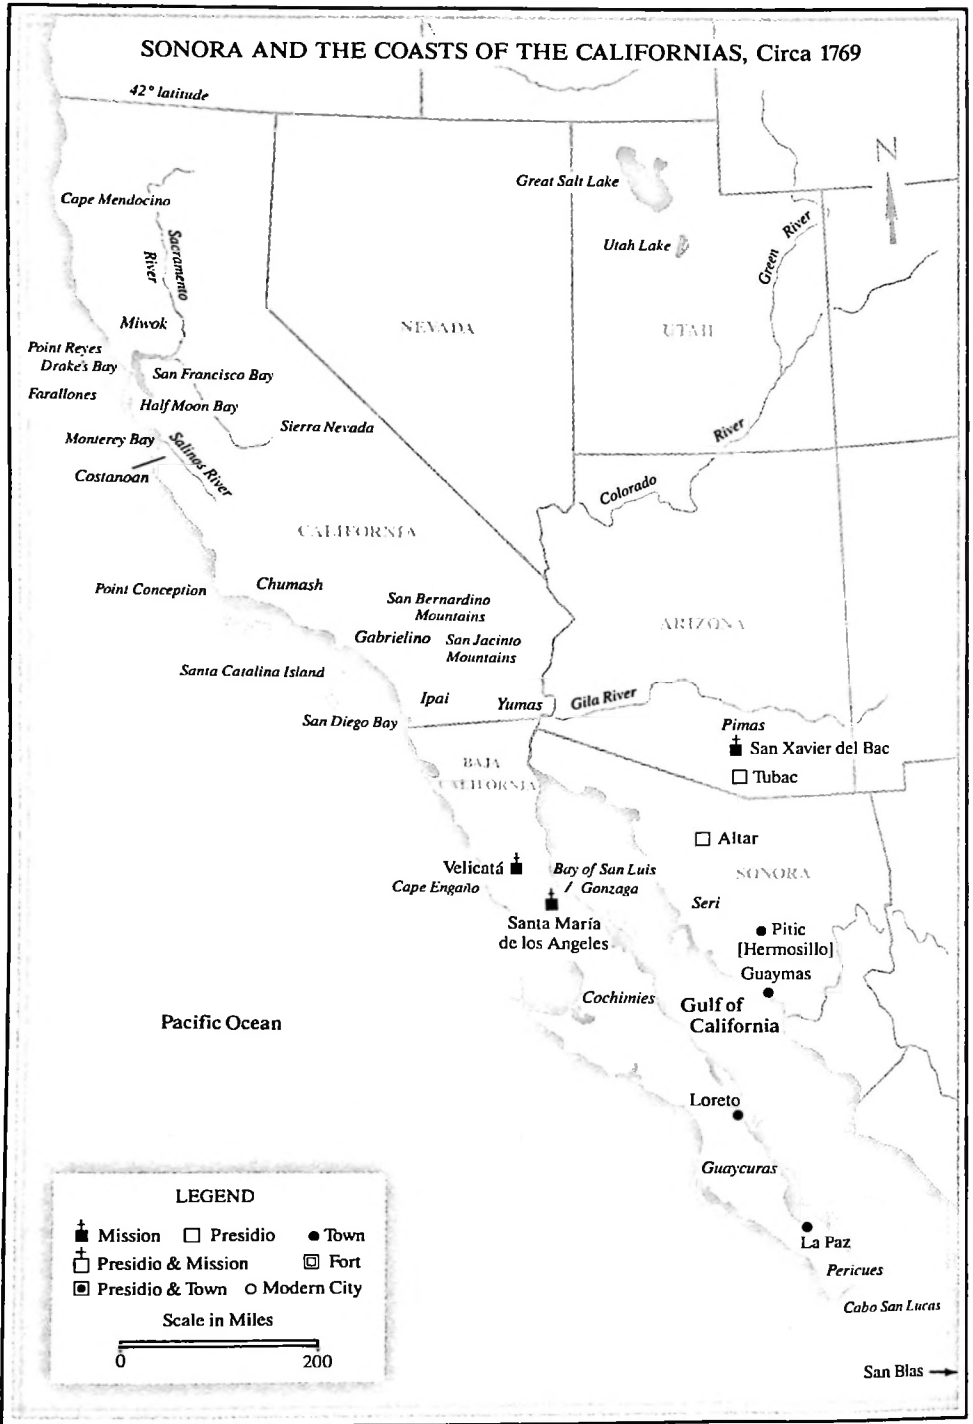 SONORA AND THE COASTS OF THE CALIFORNIAS, Circa 1769
42° latitude
N
Great Salt Lake
Cape Mendocino
Utah Lake
Green River
Sacramento
River
Miwok
NEVADA
UTAH
Point Reyes
Drake's Bay
San Francisco Bay
Farallones
Half Moon Bay
Sierra Nevada
River
Monterey Bay
Salinas River
Costanoan
Colorado
CALIFORNIA
Point Conception
Chumash
San Bernardino
Mountains
ARIZONA
Gabrielino
San Jacinto
Mountains
Santa Catalina Island
Ipai
Yumas
Gila River
San Diego Bay
Pimas
San Xavier del Bac
BAJA
CALIFORNIA
Tubac
Altar
Velicatá
Bay of San Luis
Gonzaga
SONORA
Cape Engaño
Seri
Santa María
de los Angeles
Pitic
[Hermosillo]
Guaymas
Cochimies
Gulf of
California
Pacific Ocean
Loreto
Guaycuras
La Paz
Pericues
Cabo San Lucas
San Blas
LEGEND
Mission Presidio Town
Presidio & Mission Fort
Presidio & Town Modern City
Scale in Miles
0 200